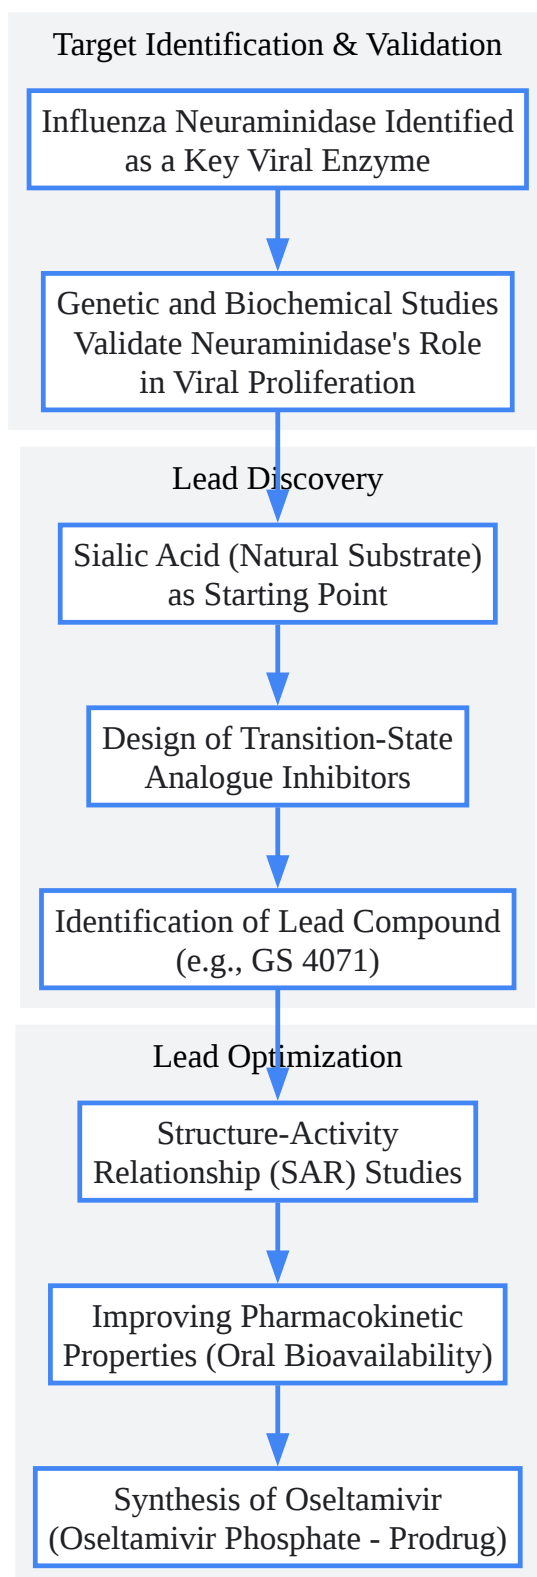 Target Identification & Validation
Influenza Neuraminidase Identified
as a Key Viral Enzyme
Genetic and Biochemical Studies
Validate Neuraminidase's Role
in Viral Proliferation
Lead Discovery
Sialic Acid (Natural Substrate)
as Starting Point
Design of Transition-State
Analogue Inhibitors
Identification of Lead Compound
(e.g., GS 4071)
Lead Optimization
Structure-Activity
Relationship (SAR) Studies
Improving Pharmacokinetic
Properties (Oral Bioavailability)
Synthesis of Oseltamivir
(Oseltamivir Phosphate - Prodrug)